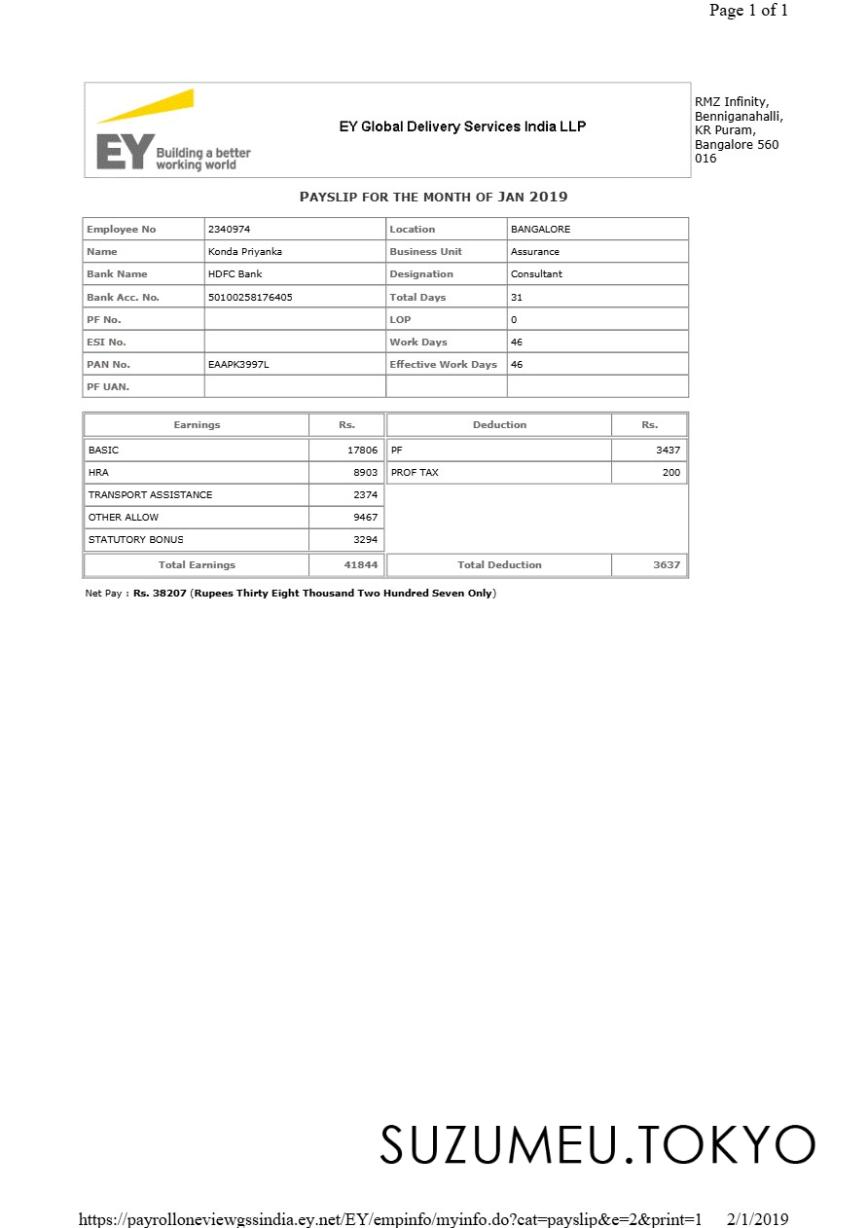 Page 1 of 1
EY Building a better working world
EY Global Delivery Services India LLP
RMZ Infinity,
Benniganahalli,
KR Puram,
Bangalore 560
016
PAYSLIP FOR THE MONTH OF JAN 2019
Employee No 2340974 Location BANGALORE
Name Konda Priyanka Business Unit Assurance
Bank Name HDFC Bank Designation Consultant
Bank Acc. No. 50100258176405 Total Days 31
PF No. LOP 0
ESI No. Work Days 46
PAN No. EAAPK3997L Effective Work Days 46
PF UAN.
Earnings Rs. Deduction Rs.
BASIC 17806 PF 3437
HRA 8903 PROF TAX 200
TRANSPORT ASSISTANCE 2374
OTHER ALLOW 9467
STATUTORY BONUS 3294
Total Earnings 41844 Total Deduction 3637
Net Pay : Rs. 38207 (Rupees Thirty Eight Thousand Two Hundred Seven Only)
SUZUMEU.TOKYO
https://payrolloneviewgssindia.ey.net/EY/empinfo/myinfo.do?cat=payslip&e=2&print=1 2/1/2019